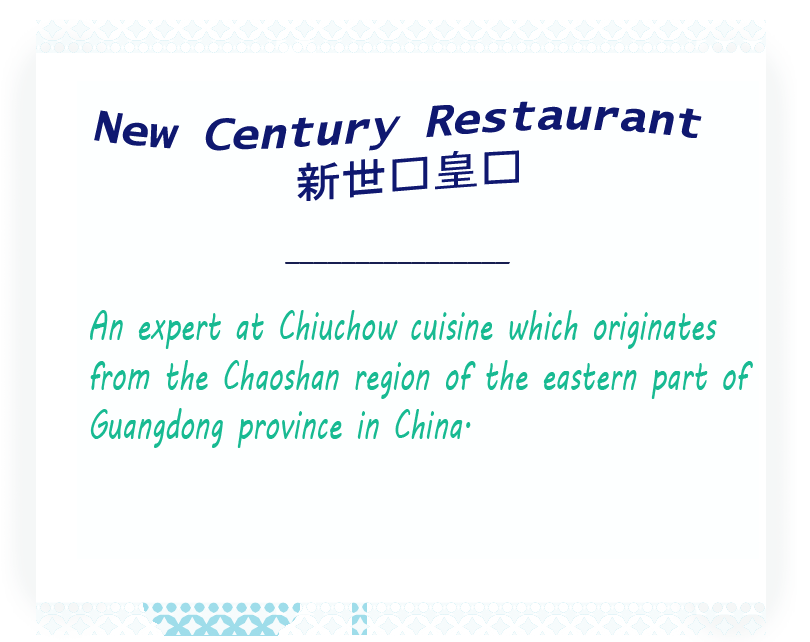 New Century Restaurant
新世口皇口
An expert at Chiuchow cuisine which originates
from the Chaoshan region of the eastern part of
Guangdong province in China.